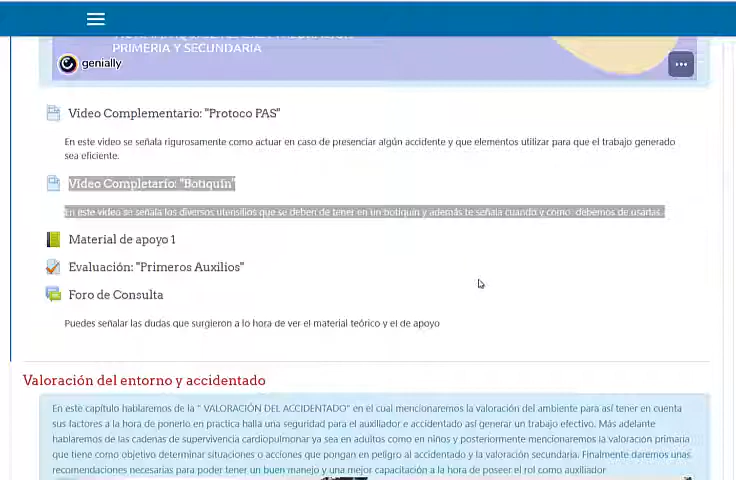 PRIMERIA Y SECUNDARIA
genially
Video Complementario: "Protoco PAS"
En este video se señala rigurosamente como actuar en caso de presenciar algún accidente y que elementos utilizar para que el trabajo generado
sea eficiente.
Video Completario: "Botiquín"
En este video se señala los diversos utensilios que se deben de tener en un botiquin y además te señala cuando y como debemos de usarlas.
Material de apoyo 1
Evaluación: "Primeros Auxilios"
Foro de Consulta
Puedes señalar las dudas que surgieron a lo hora de ver el material teórico y el de apoyo
Valoración del entorno y accidentado
En este capítulo hablaremos de la " VALORACIÓN DEL ACCIDENTADO" en el cual mencionaremos la valoración del ambiente para así tener en cuenta
sus factores a la hora de ponerlo en practica halla una seguridad para el auxiliador e accidentado así generar un trabajo efectivo. Más adelante
hablaremos de las cadenas de supervivencia cardiopulmonar ya sea en adultos como en niños y posteriormente mencionaremos la valoración primaria
que tiene como objetivo determinar situaciones o acciones que pongan en peligro al accidentado y la valoración secundaria. Finalmente daremos unas
recomendaciones necesarias para poder tener un buen manejo y una mejor capacitación a la hora de poseer el rol como auxiliador